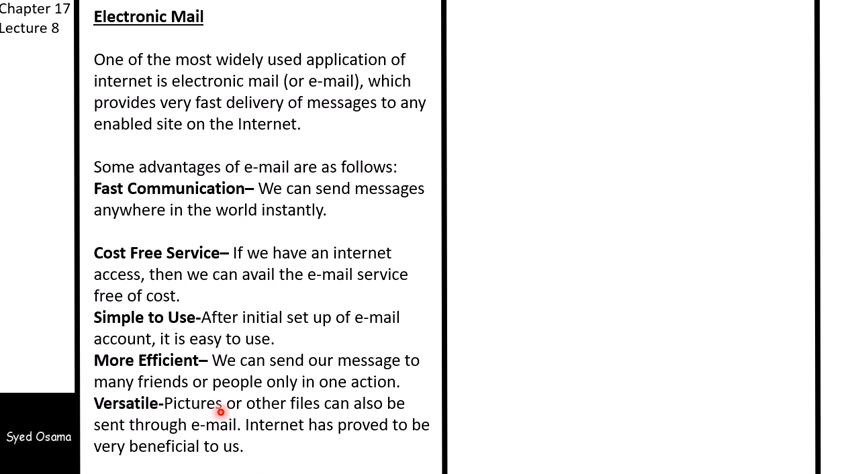 Chapter 17
Lecture 8
Electronic Mail
One of the most widely used application of
internet is electronic mail (or e-mail), which
provides very fast delivery of messages to any
enabled site on the Internet.
Some advantages of e-mail are as follows:
Fast Communication– We can send messages
anywhere in the world instantly.
Cost Free Service– If we have an internet
access, then we can avail the e-mail service
free of cost.
Simple to Use-After initial set up of e-mail
account, it is easy to use.
More Efficient– We can send our message to
many friends or people only in one action.
Versatile-Pictures or other files can also be
sent through e-mail. Internet has proved to be
very beneficial to us.
Syed Osama